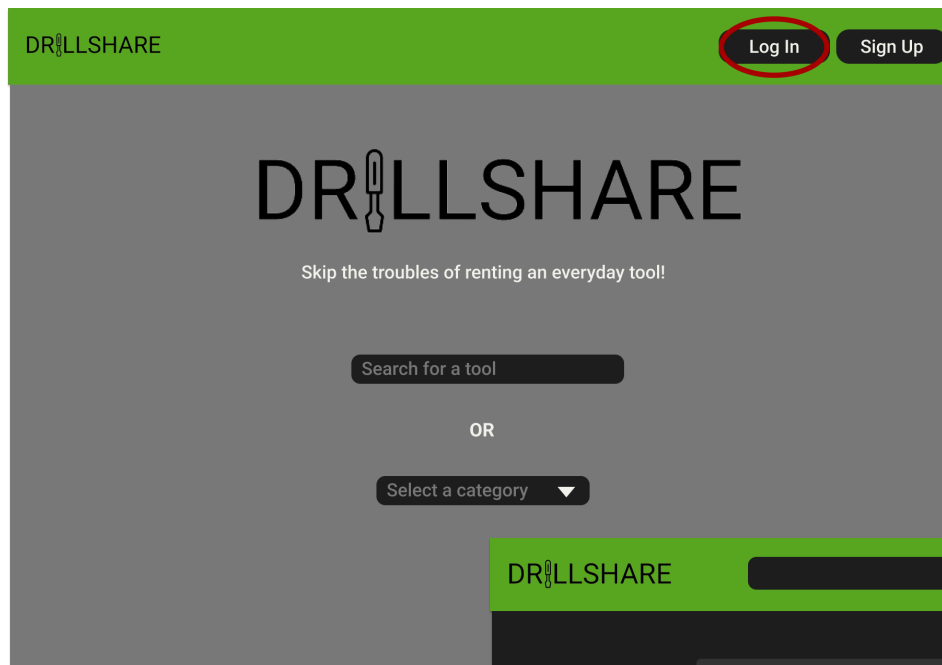 DRILLSHARE
Log In
Sign Up
DRILLSHARE
Skip the troubles of renting an everyday tool!
Search for a tool
OR
Select a category
DRILLSHARE